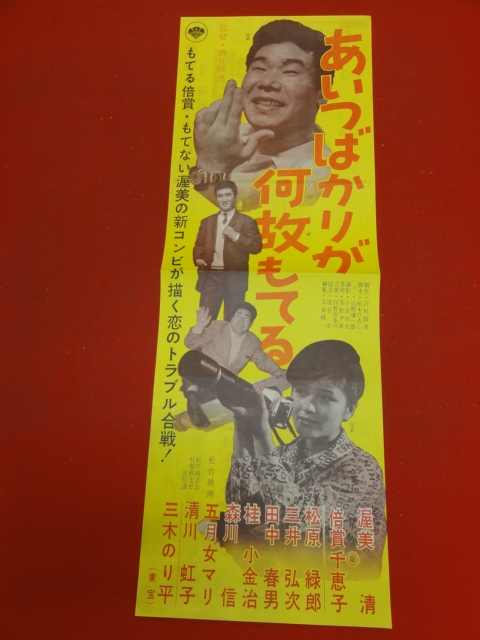 あいつばかりが
何故もてる
もてる倍賞・もてない渥美の新コンビが描く恋のトラブル合戦！
渥美 清
倍賞千恵子
松原 緑郎
三井 弘次
田中 春男
桂 小金治
森川 信
五月女マリ
清川 虹子
三木のり平
（東宝）
松竹映画